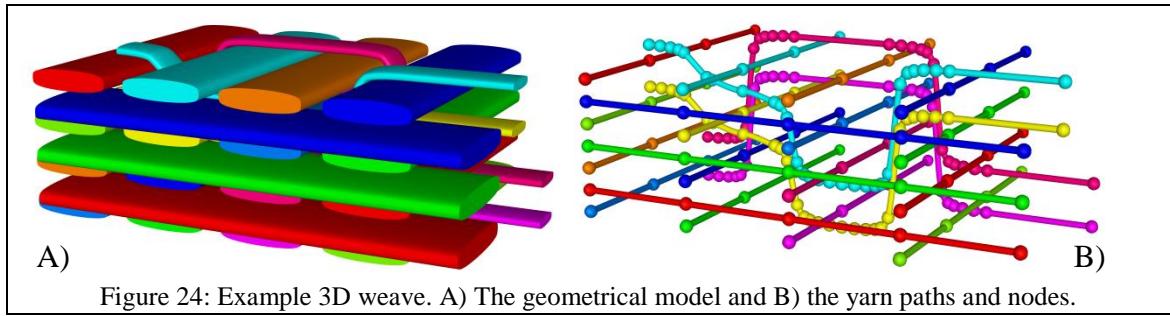 A)
B)
Figure 24: Example 3D weave. A) The geometrical model and B) the yarn paths and nodes.